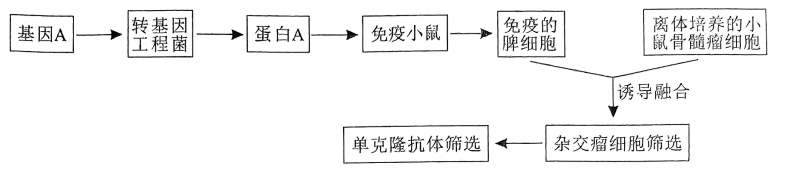 基因A
转基因
工程菌
蛋白A
免疫小鼠
免疫的
脾细胞
离体培养的小
鼠骨髓瘤细胞
诱导融合
单克隆抗体筛选
杂交瘤细胞筛选